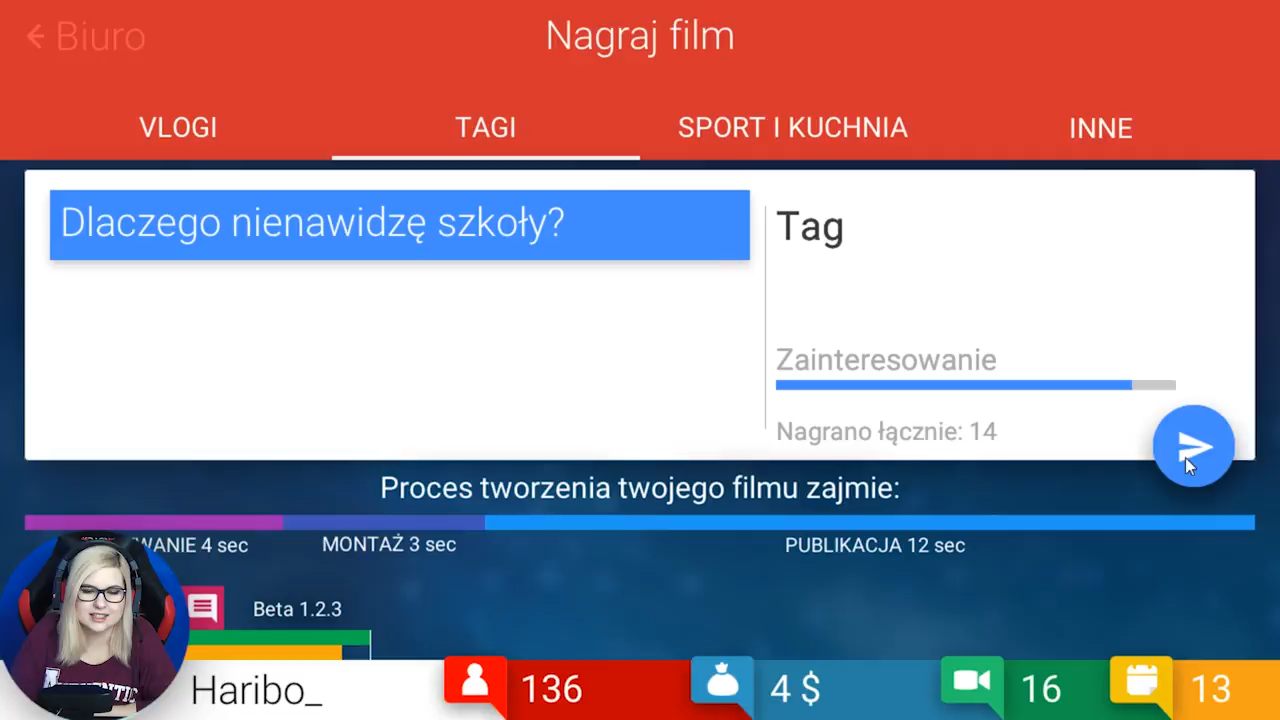 Biuro
Nagraj film
VLOGI
TAGI
SPORT I KUCHNIA
INNE
Dlaczego nienawidzę szkoły?
Tag
Zainteresowanie
Nagrano łącznie: 14
Proces tworzenia twojego filmu zajmie:
WANIE 4 sec
MONTAŻ 3 sec
PUBLIKACJA 12 sec
Beta 1.2.3
Haribo_
136
4 $
16
13